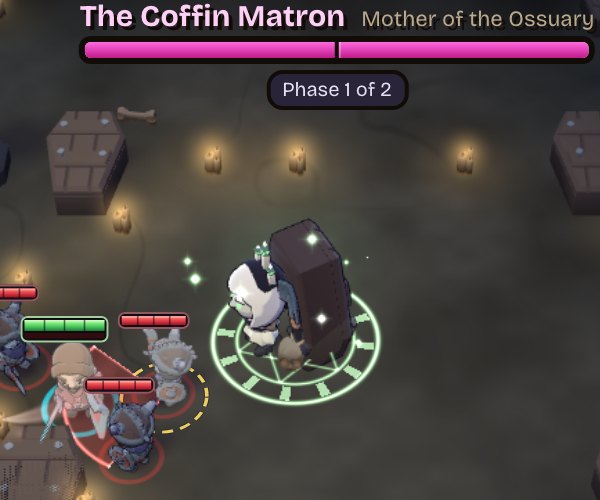 The Coffin Matron Mother of the Ossuary
Phase 1 of 2